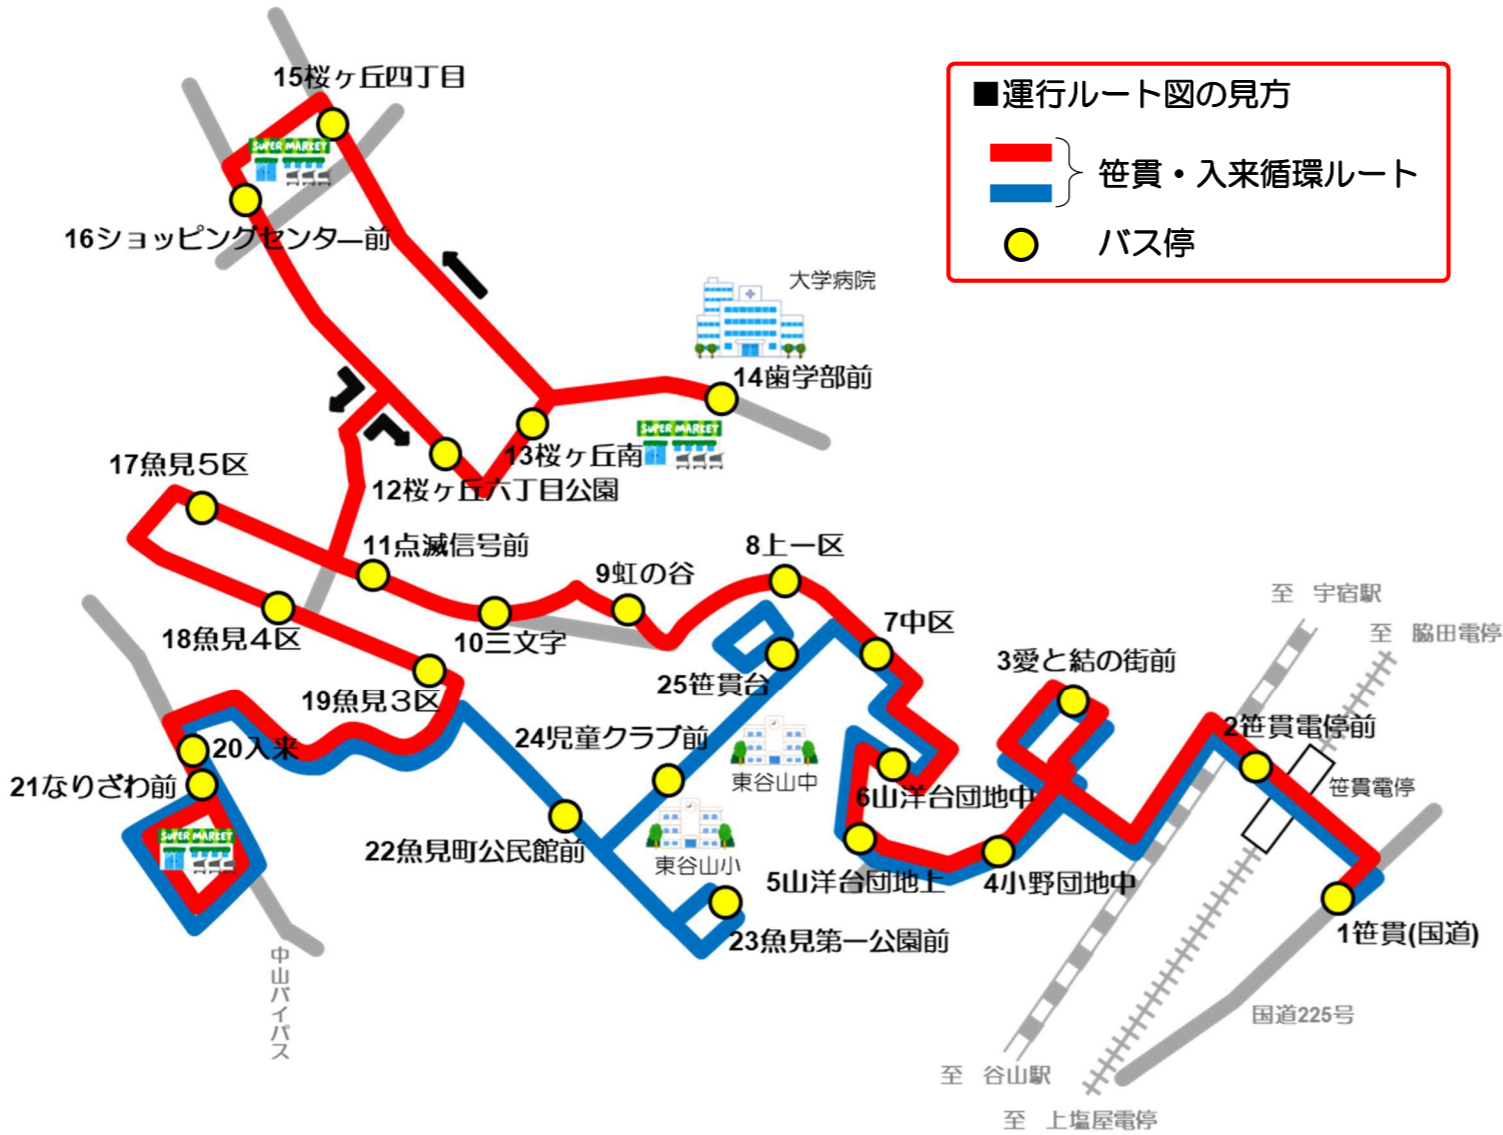 15桜ヶ丘四丁目
■運行ルート図の見方
笹貫・入来循環ルート
バス停
SUPER MARKET
16ショッピングセンター前
大学病院
14歯学部前
SUPER MARKET
13桜ヶ丘南
17魚見5区
12桜ヶ丘六丁目公園
11点滅信号前
8上一区
9虹の谷
至 宇宿駅
7中区
至 脇田電停
18魚見4区
10三文字
3愛と結の街前
25笹貫台
19魚見3区
2笹貫電停前
24児童クラブ前
20入来
東谷山中
21なりざわ前
笹貫電停
6山洋台団地中
SUPER MARKET
22魚見町公民館前
東谷山小
5山洋台団地上
4小野団地中
23魚見第一公園前
1笹貫(国道)
中山バイパス
国道225号
至 谷山駅
至 上塩屋電停